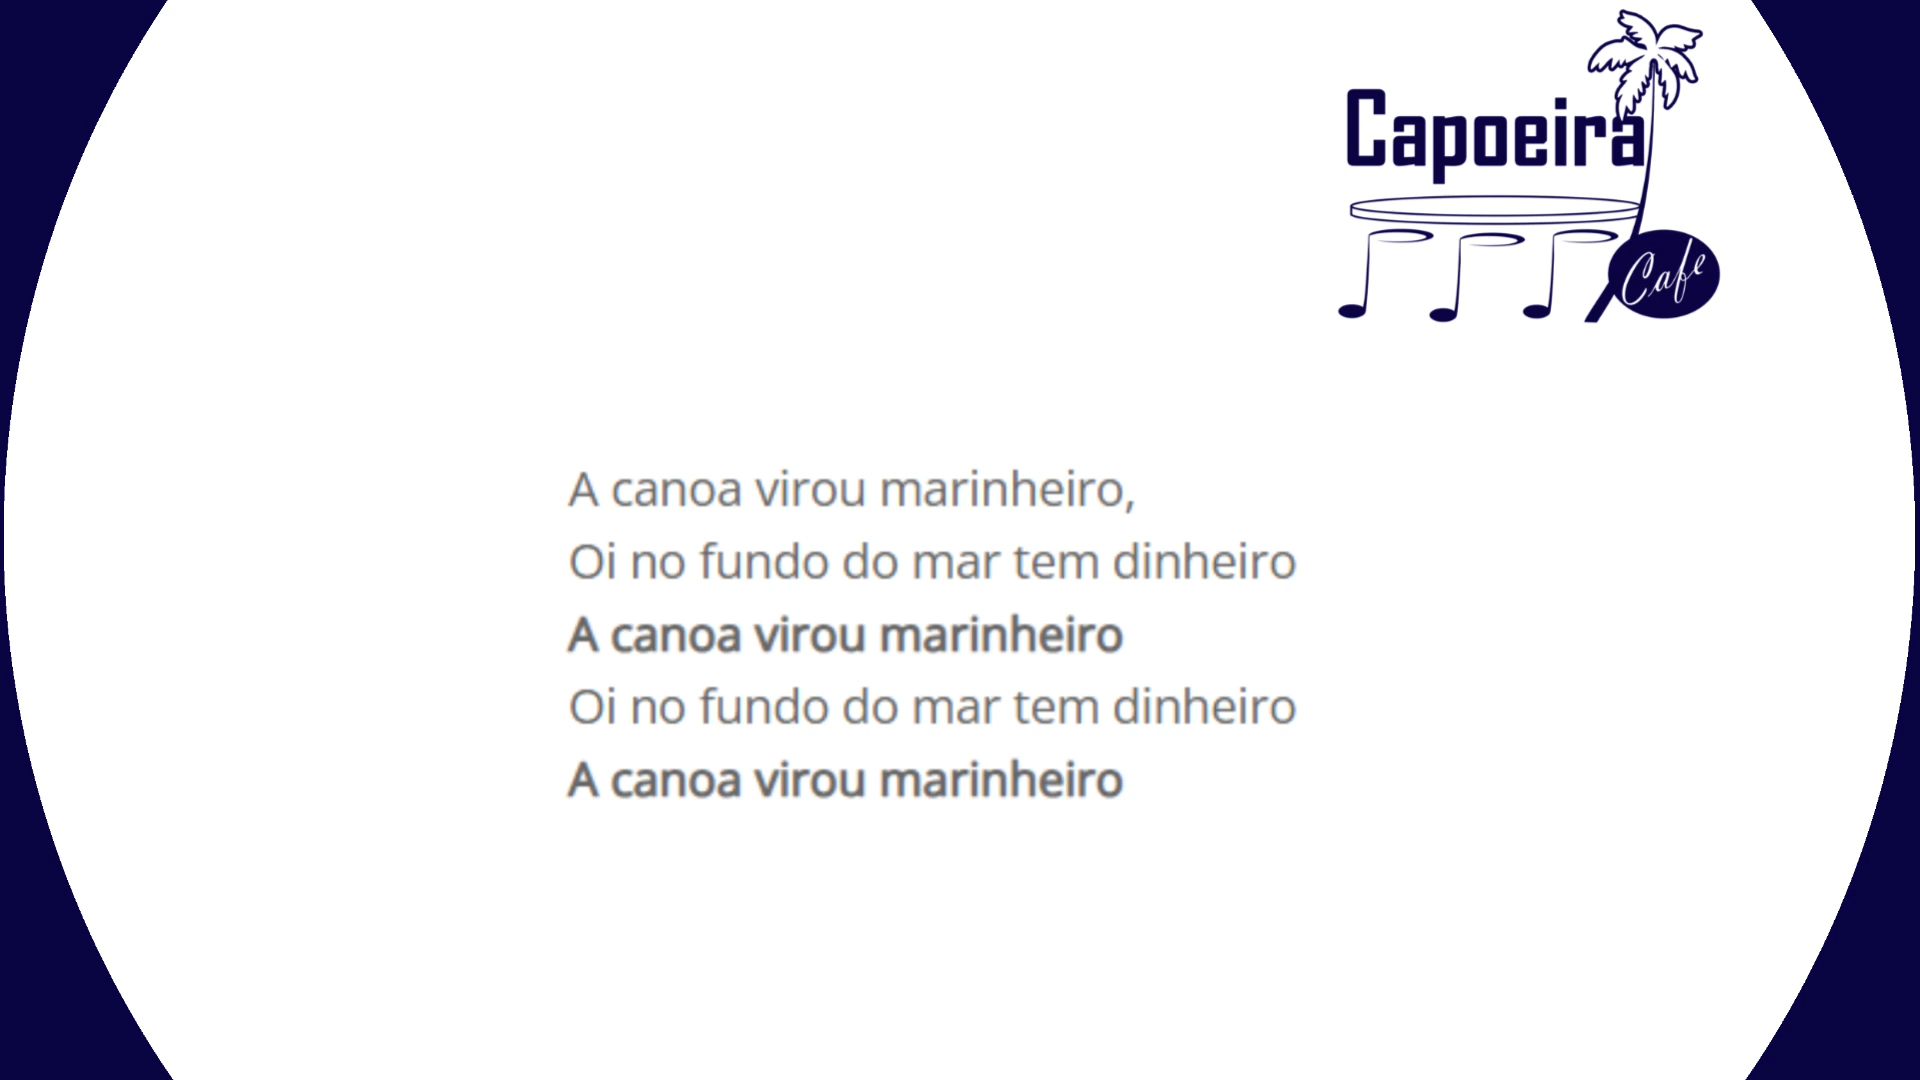 Capoeira
Cafe
A canoa virou marinheiro,
Oi no fundo do mar tem dinheiro
A canoa virou marinheiro
Oi no fundo do mar tem dinheiro
A canoa virou marinheiro